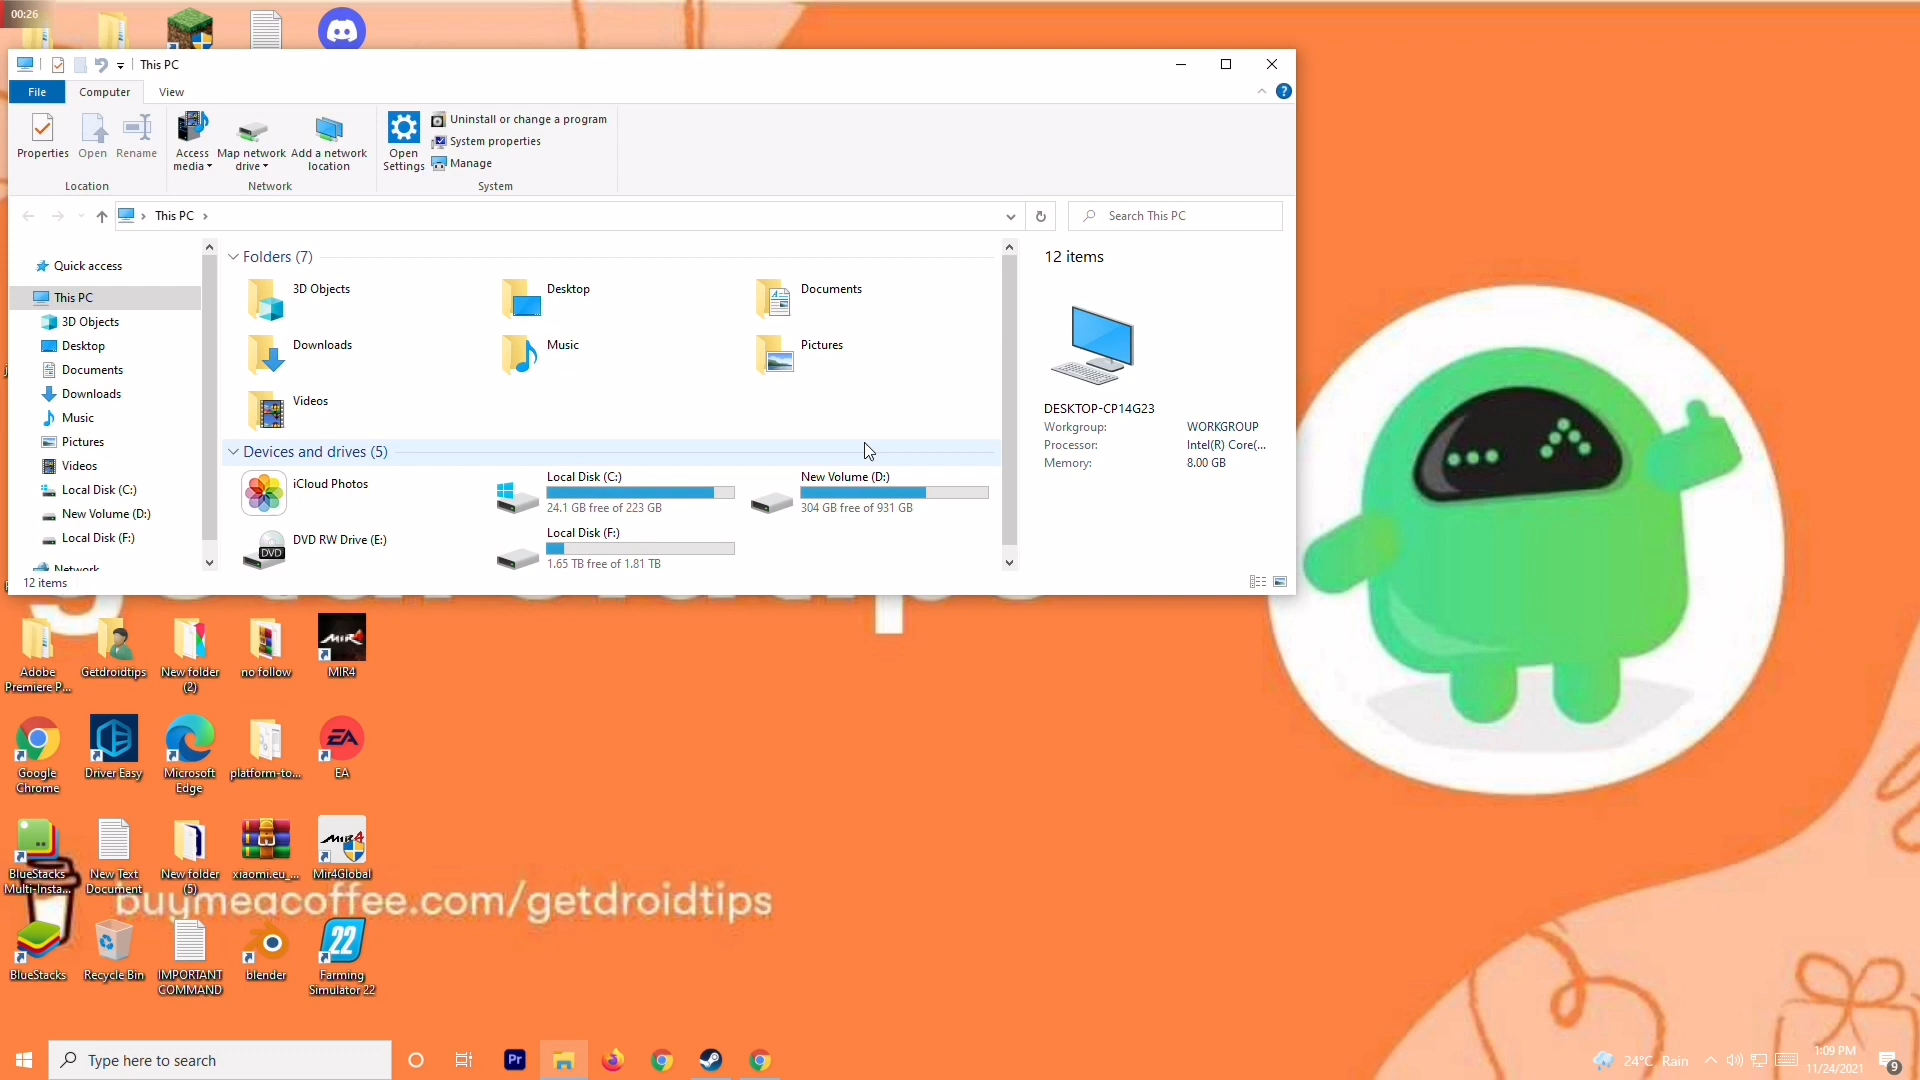 00:26
This PC
File
Computer
View
Properties
Open
Rename
Access media
Map network drive
Add a network location
Open Settings
Uninstall or change a program
System properties
Manage
Location
Network
System
This PC
Search This PC
Quick access
This PC
3D Objects
Desktop
Documents
Downloads
Music
Pictures
Videos
Local Disk (C:)
New Volume (D:)
Local Disk (F:)
Network
Folders (7)
3D Objects
Desktop
Documents
Downloads
Music
Pictures
Videos
Devices and drives (5)
iCloud Photos
Local Disk (C:)
24.1 GB free of 223 GB
New Volume (D:)
304 GB free of 931 GB
DVD RW Drive (E:)
Local Disk (F:)
1.65 TB free of 1.81 TB
12 items
DESKTOP-CP14G23
Workgroup: WORKGROUP
Processor: Intel(R) Core(...
Memory: 8.00 GB
12 items
Adobe Premiere P...
Getdroidtips
New folder (2)
no follow
MIR4
Google Chrome
Driver Easy
Microsoft Edge
platform-to...
EA
BlueStacks Multi-Insta...
New Text Document
New folder (5)
xiaomi.eu_...
Mir4Global
buymeacoffee.com/getdroidtips
BlueStacks
Recycle Bin
IMPORTANT COMMAND
blender
Farming Simulator 22
Type here to search
24°C Rain
1:09 PM
11/24/2021
9